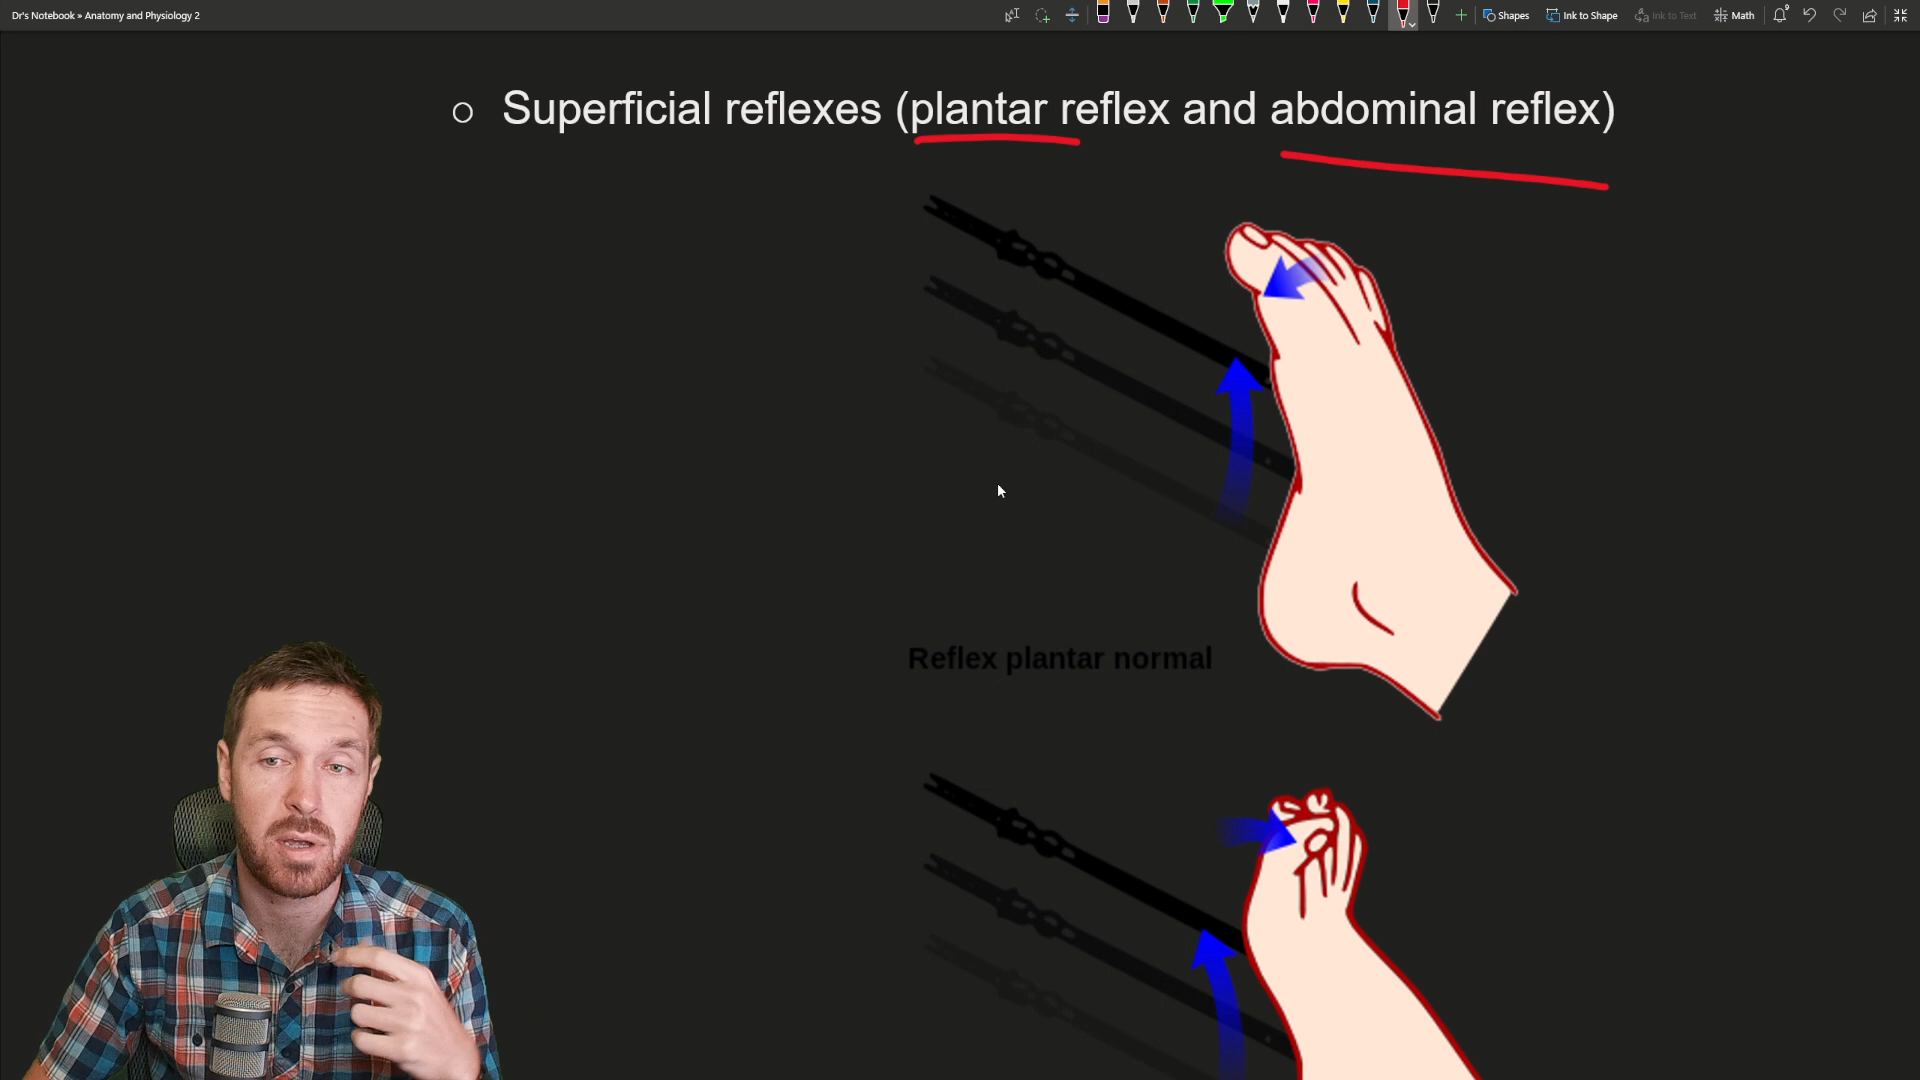 Dr's Notebook » Anatomy and Physiology 2
Shapes
Ink to Shape
Ink to Text
Math
○ Superficial reflexes (plantar reflex and abdominal reflex)
Reflex plantar normal